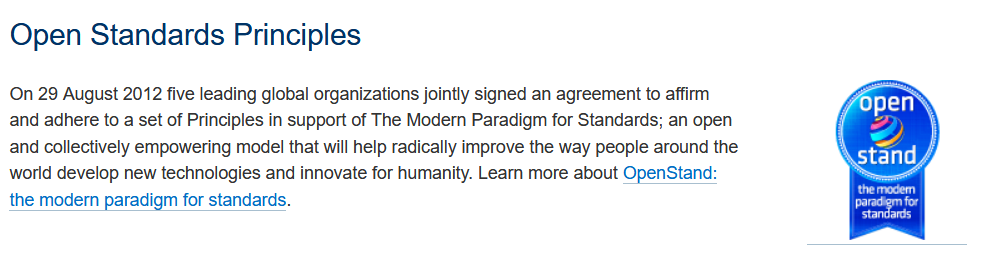 Open Standards Principles
On 29 August 2012 five leading global organizations jointly signed an agreement to affirm
and adhere to a set of Principles in support of The Modern Paradigm for Standards; an open
and collectively empowering model that will help radically improve the way people around the
world develop new technologies and innovate for humanity. Learn more about OpenStand:
the modern paradigm for standards.
open
stand
the modern
paradigm for
standards